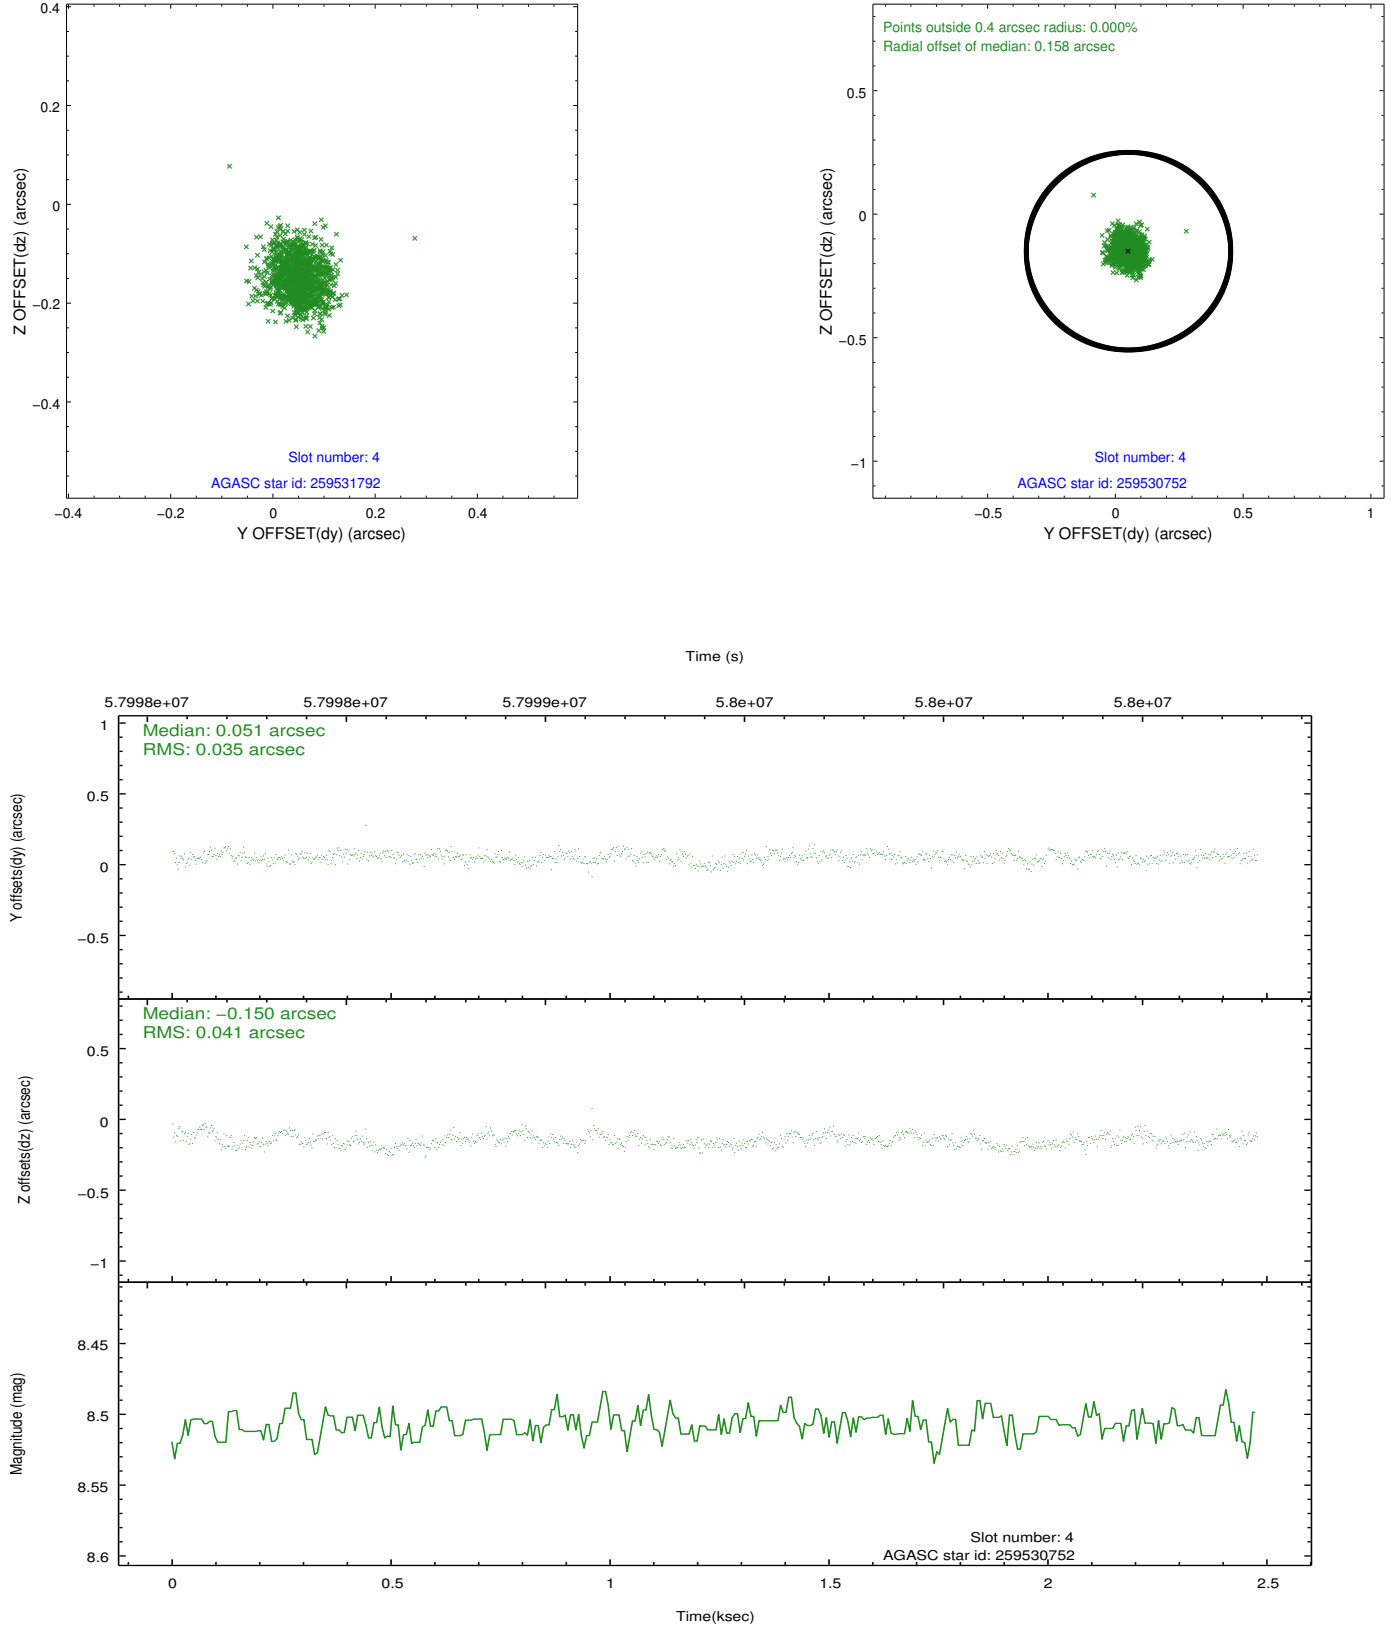 0.4
0.2
0
−0.2
−0.4
Z OFFSET(dz) (arcsec)
Slot number: 4
AGASC star id: 259531792
−0.4
−0.2
0
0.2
0.4
Y OFFSET(dy) (arcsec)
Points outside 0.4 arcsec radius: 0.000%
Radial offset of median: 0.158 arcsec
0.5
0
−0.5
−1
Z OFFSET(dz) (arcsec)
Slot number: 4
AGASC star id: 259530752
−0.5
0
0.5
1
Y OFFSET(dy) (arcsec)
Time (s)
5.7998e+07
5.7998e+07
5.7999e+07
5.8e+07
5.8e+07
5.8e+07
Median: 0.051 arcsec
RMS: 0.035 arcsec
1
0.5
0
−0.5
Y offsets(dy) (arcsec)
Median: −0.150 arcsec
RMS: 0.041 arcsec
0.5
0
−0.5
−1
Z offsets(dz) (arcsec)
8.45
8.5
8.55
8.6
Magnitude (mag)
Slot number: 4
AGASC star id: 259530752
0
0.5
1
1.5
2
2.5
Time(ksec)